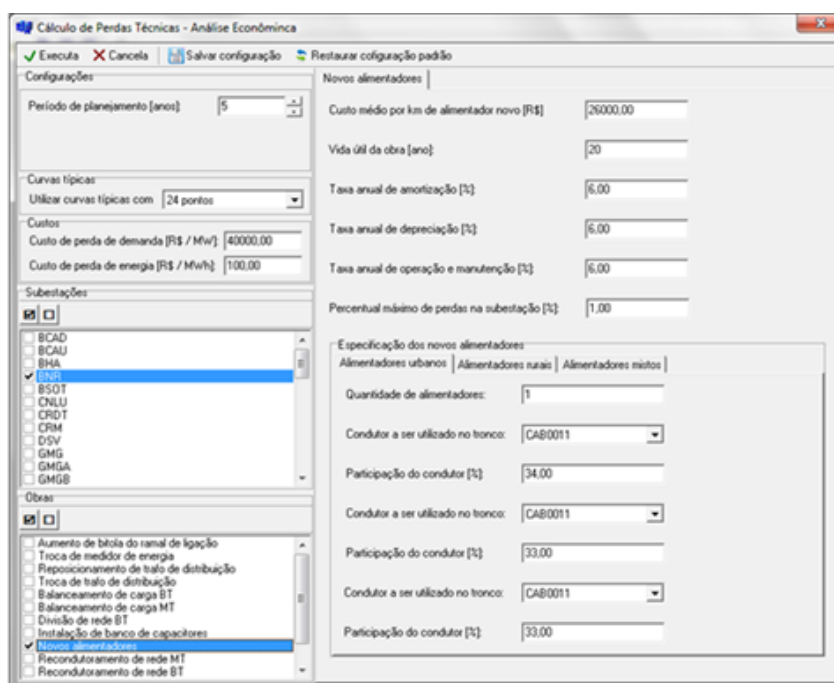 Cálculo de Perdas Técnicas - Análise Econôminca
Executa Cancela Salvar configuração Restaurar cofiguração padrão
Configurações
Período de planejamento [anos]: 5
Curvas típicas
Utilizar curvas típicas com 24 pontos
Custos
Custo de perda de demanda [R$ / MW]: 40000,00
Custo de perda de energia [R$ / MWh]: 100,00
Subestações
BCAD
BCAU
BHA
BNR
BSOT
CNLU
CRDT
CRM
DSV
GMG
GMGA
GMGB
Obras
Aumento de bitola do ramal de ligação
Troca de medidor de energia
Reposicionamento de trafo de distribuição
Troca de trafo de distribuição
Balanceamento de carga BT
Balanceamento de carga MT
Divisão de rede BT
Instalação de banco de capacitores
Novos alimentadores
Recondutoramento de rede MT
Recondutoramento de rede BT
Novos alimentadores
Custo médio por km de alimentador novo [R$] 26000,00
Vida útil da obra [ano]: 20
Taxa anual de amortização [%]: 6,00
Taxa anual de depreciação [%]: 6,00
Taxa anual de operação e manutenção [%]: 6,00
Percentual máximo de perdas na subestação [%]: 1,00
Especificação dos novos alimentadores
Alimentadores urbanos Alimentadores rurais Alimentadores mistos
Quantidade de alimentadores: 1
Condutor a ser utilizado no tronco: CAB0011
Participação do condutor [%]: 34,00
Condutor a ser utilizado no tronco: CAB0011
Participação do condutor [%]: 33,00
Condutor a ser utilizado no tronco: CAB0011
Participação do condutor [%]: 33,00